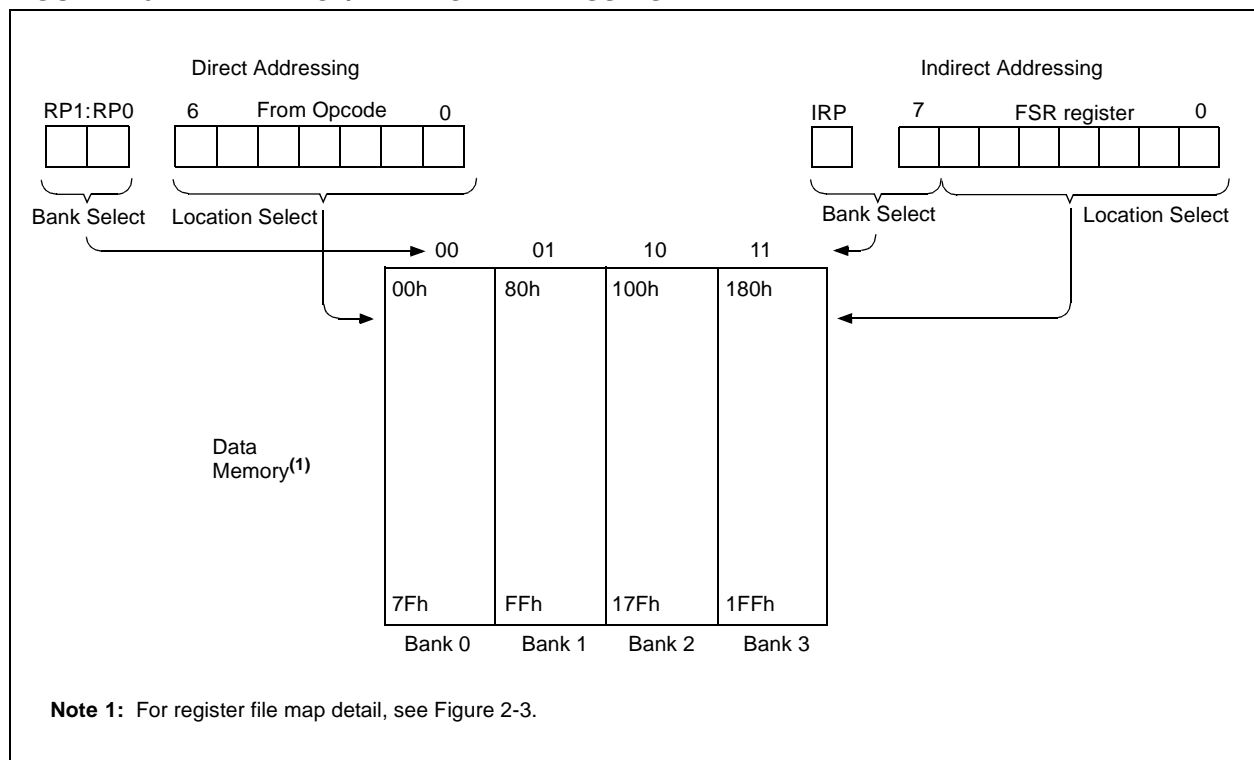 Direct Addressing
Indirect Addressing
RP1:RP0 6 From Opcode 0
IRP 7 FSR register 0
Bank Select Location Select
Bank Select Location Select
00 01 10 11
00h 80h 100h 180h
Data
Memory(1)
7Fh FFh 17Fh 1FFh
Bank 0 Bank 1 Bank 2 Bank 3
Note 1: For register file map detail, see Figure 2-3.